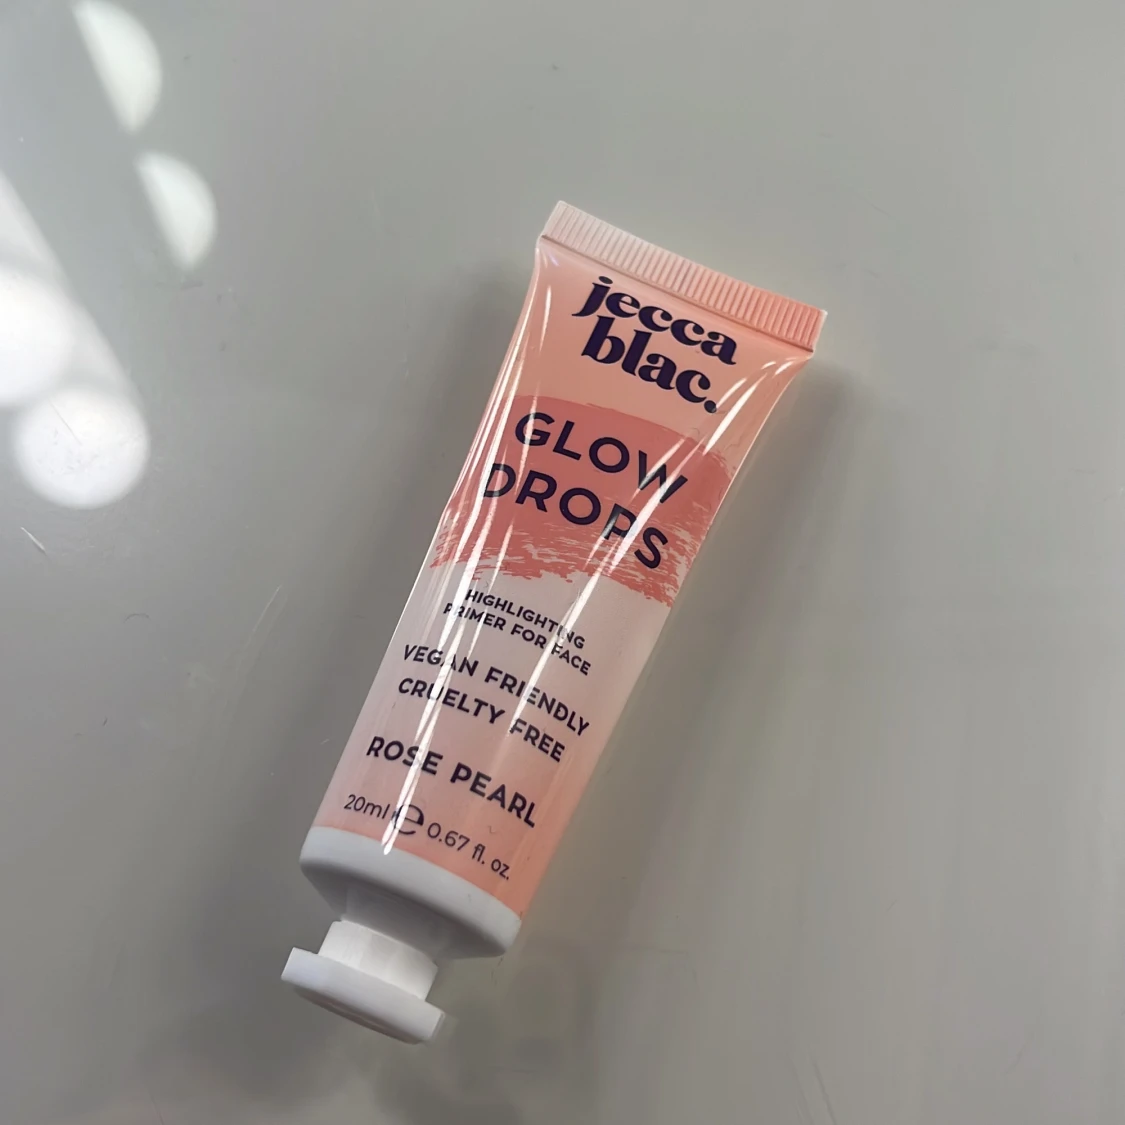 jecca
blac.
GLOW
DROPS
HIGHLIGHTING
PRIMER FOR FACE
VEGAN FRIENDLY
CRUELTY FREE
ROSE PEARL
20ml ℮ 0.67 fl. oz.